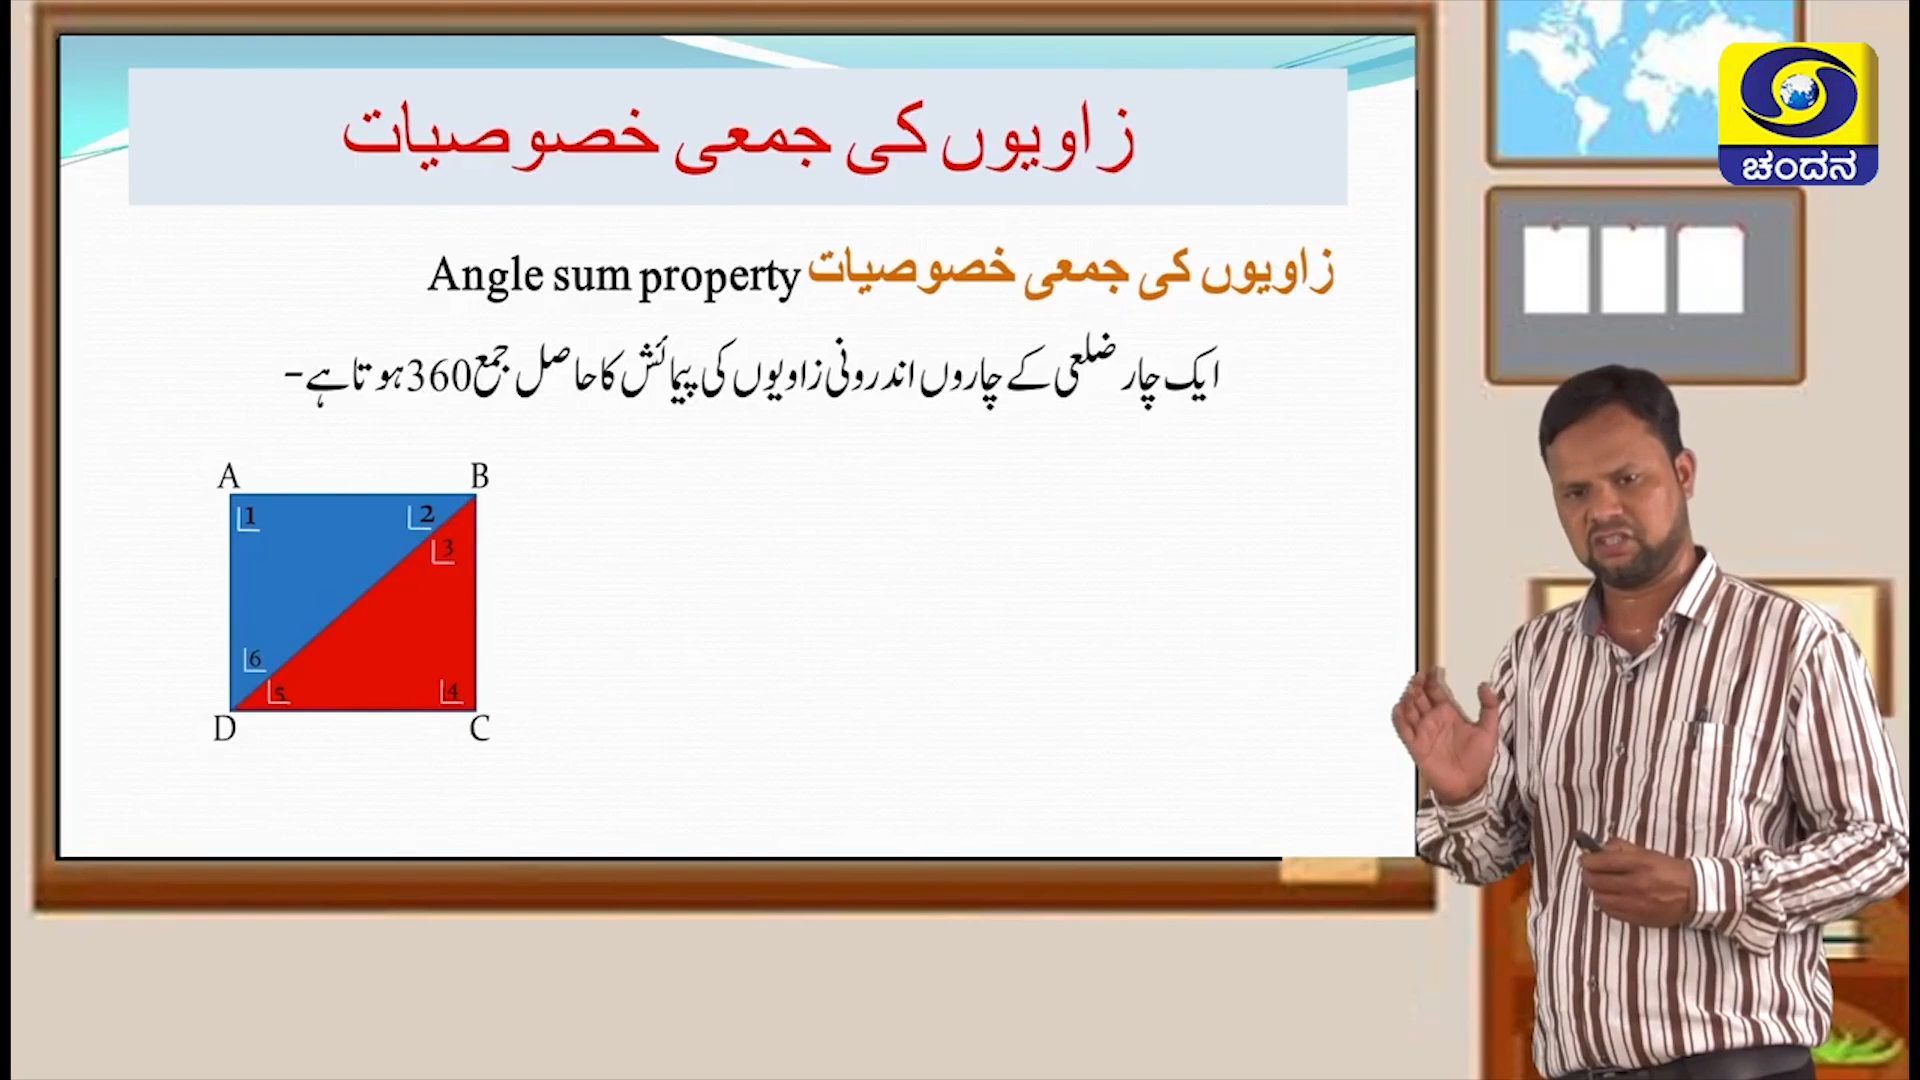 زاویوں کی جمعی خصوصیات
ಚಂದನ
زاویوں کی جمعی خصوصیات Angle sum property
ایک چار ضلعی کے چاروں اندرونی زاویوں کی پیمائش کا حاصل جمع 360 ہوتا ہے-
A B
1 2
3
6
5 4
D C